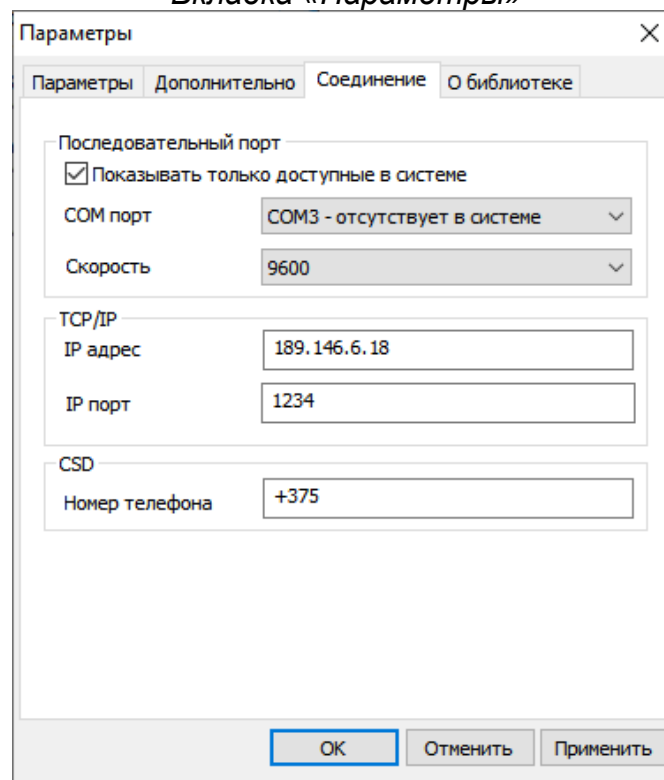 Вкладка «Параметры»
Параметры
Параметры Дополнительно Соединение О библиотеке
Последовательный порт
Показывать только доступные в системе
COM порт COM3 - отсутствует в системе
Скорость 9600
TCP/IP
IP адрес 189.146.6.18
IP порт 1234
CSD
Номер телефона +375
OK Отменить Применить